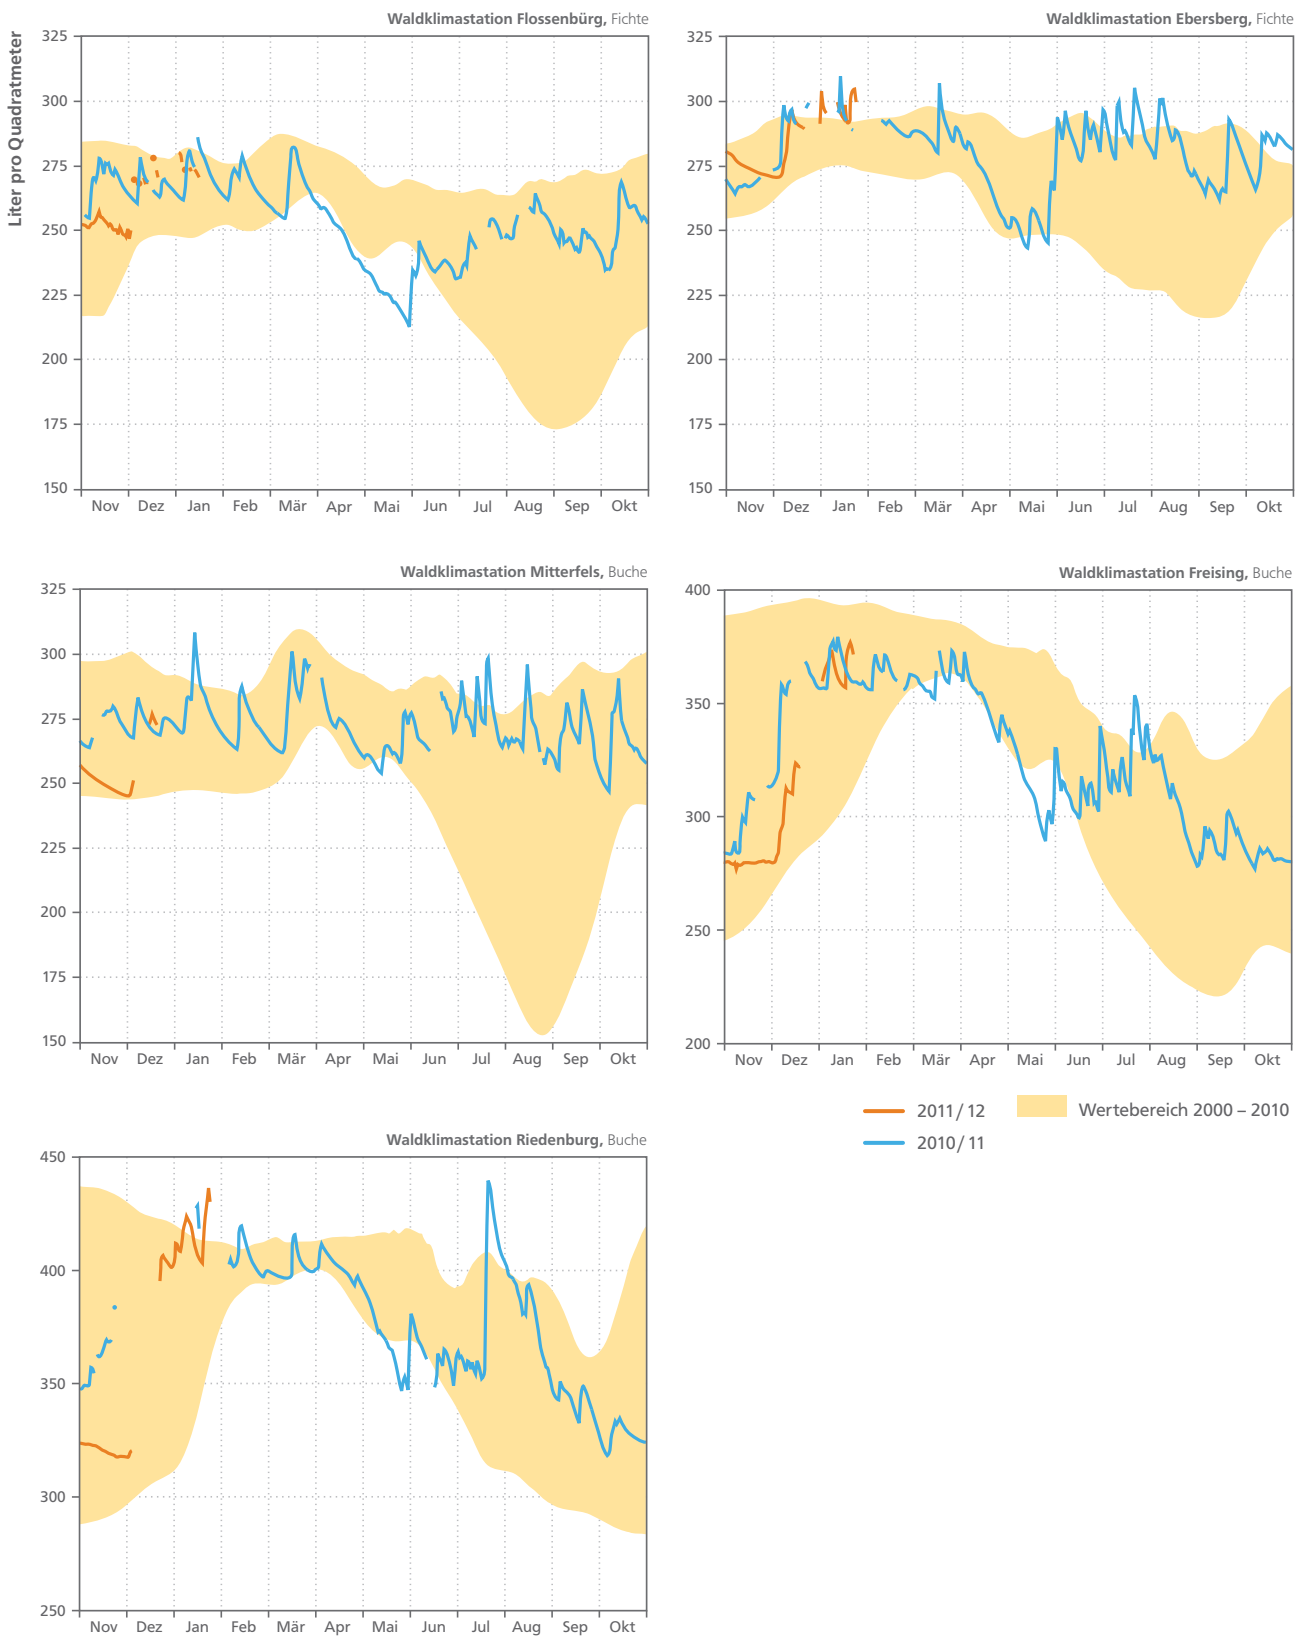 Waldklimastation Flossenbürg, Fichte
Liter pro Quadratmeter
325
300
275
250
225
200
175
150
Nov Dez Jan Feb Mär Apr Mai Jun Jul Aug Sep Okt
Waldklimastation Ebersberg, Fichte
325
300
275
250
225
200
175
150
Nov Dez Jan Feb Mär Apr Mai Jun Jul Aug Sep Okt
Waldklimastation Mitterfels, Buche
325
300
275
250
225
200
175
150
Nov Dez Jan Feb Mär Apr Mai Jun Jul Aug Sep Okt
Waldklimastation Freising, Buche
400
350
300
250
200
Nov Dez Jan Feb Mär Apr Mai Jun Jul Aug Sep Okt
2011/12 Wertebereich 2000 – 2010
2010/11
Waldklimastation Riedenburg, Buche
450
400
350
300
250
Nov Dez Jan Feb Mär Apr Mai Jun Jul Aug Sep Okt